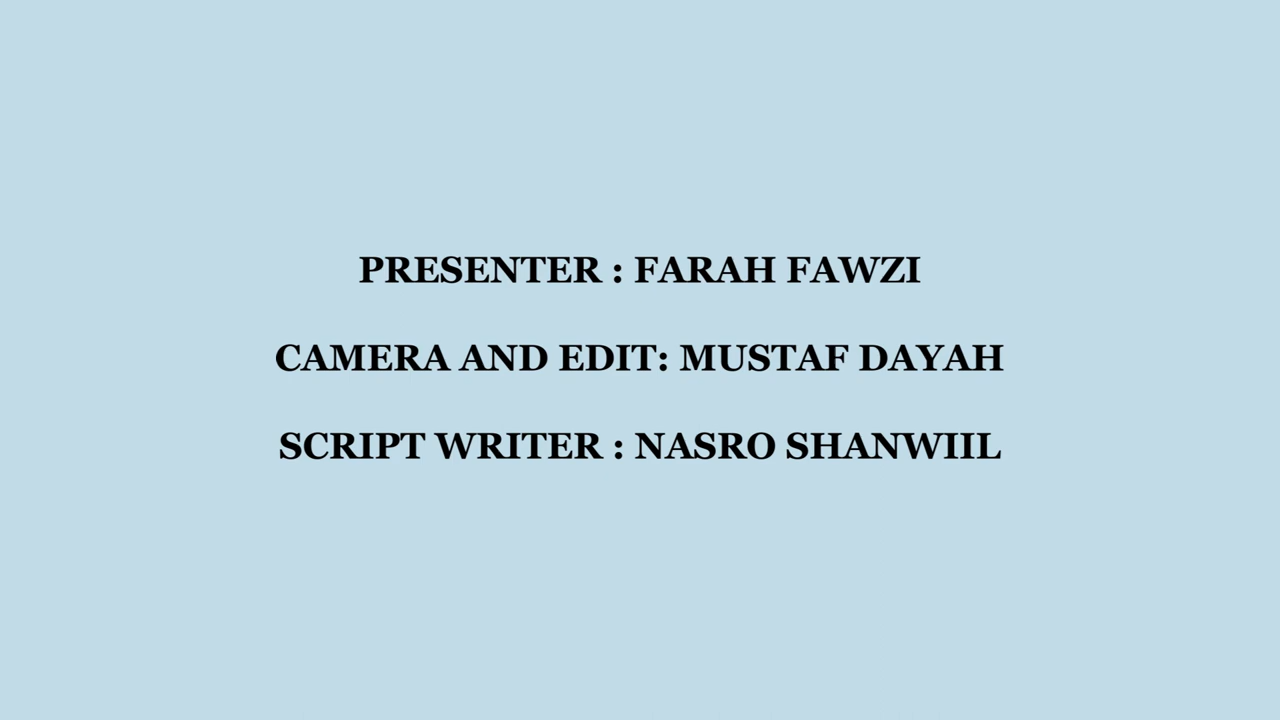 PRESENTER : FARAH FAWZI
CAMERA AND EDIT: MUSTAF DAYAH
SCRIPT WRITER : NASRO SHANWIIL